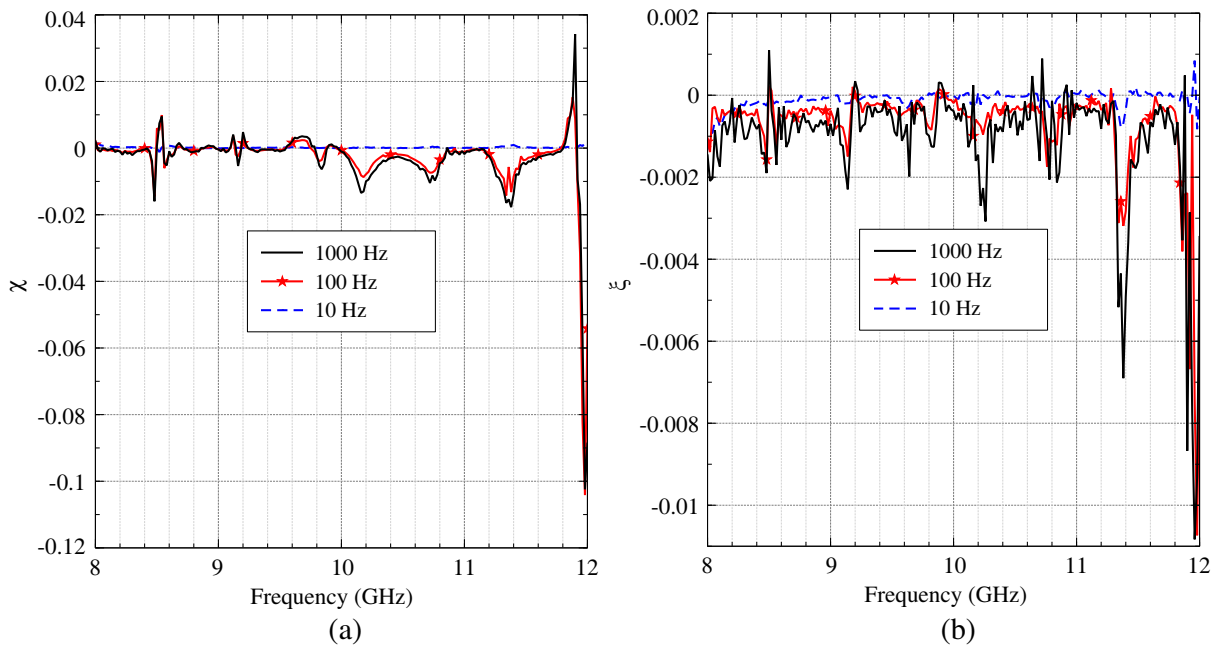 0.04
0.02
0
-0.02
-0.04
-0.06
-0.08
-0.1
-0.12
χ
8 9 10 11 12
Frequency (GHz)
1000 Hz
100 Hz
10 Hz
(a)
0.002
0
-0.002
-0.004
-0.006
-0.008
-0.01
ξ
8 9 10 11 12
Frequency (GHz)
1000 Hz
100 Hz
10 Hz
(b)